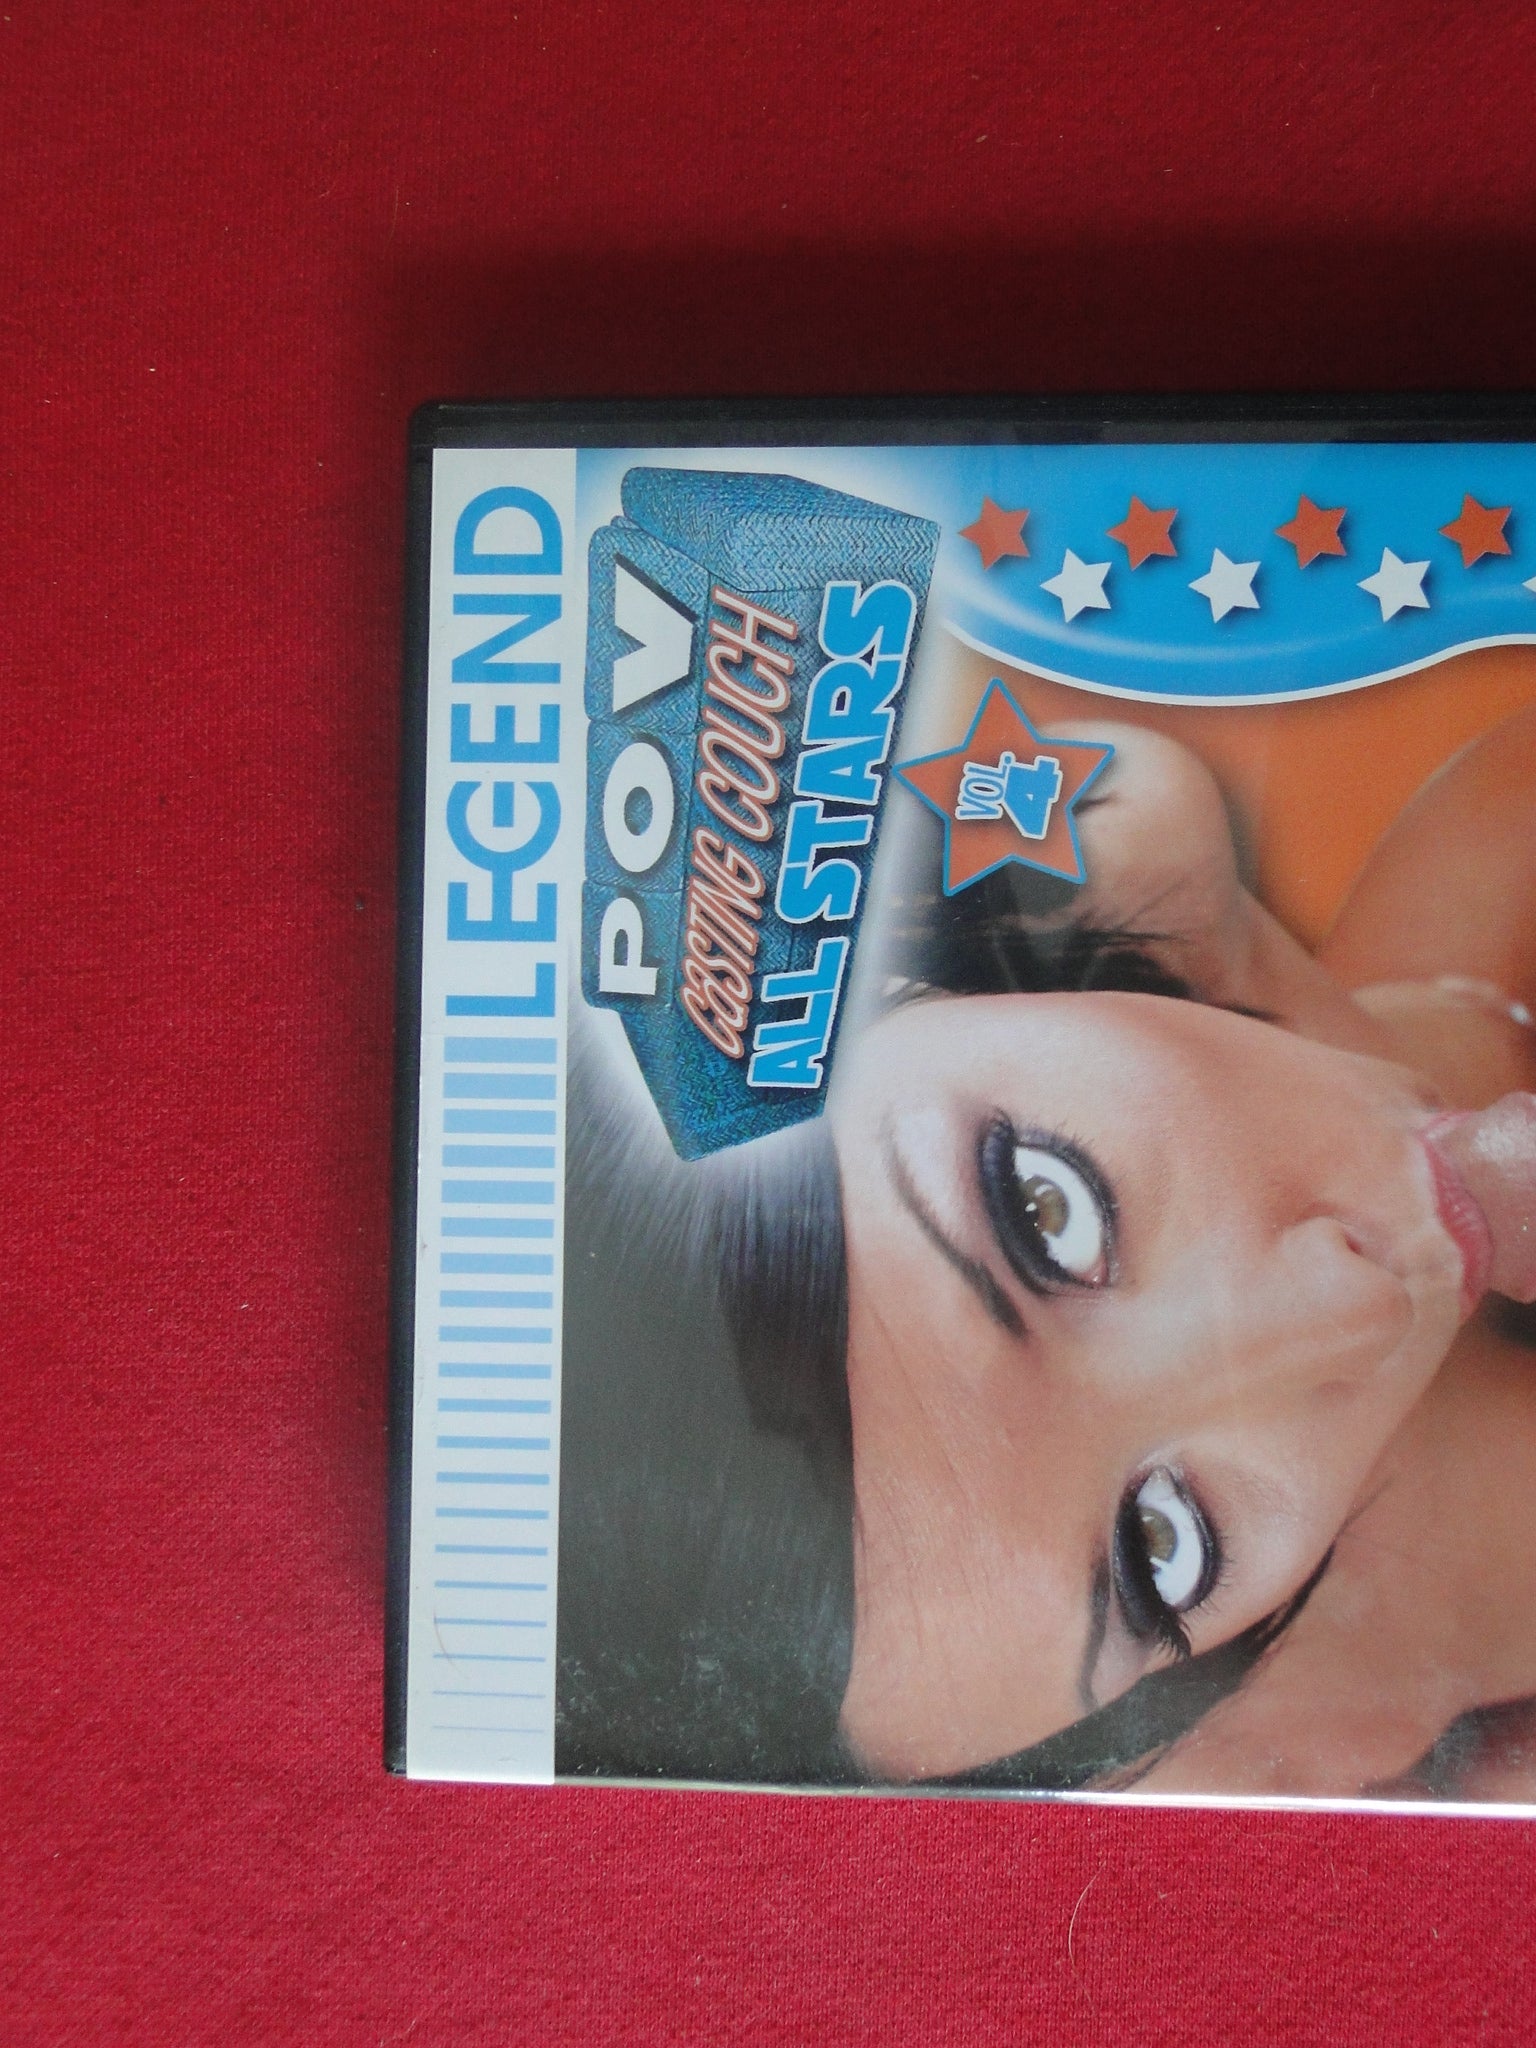 LEGEND
POV
CASTING COUCH
ALL STARS
VOL.
4